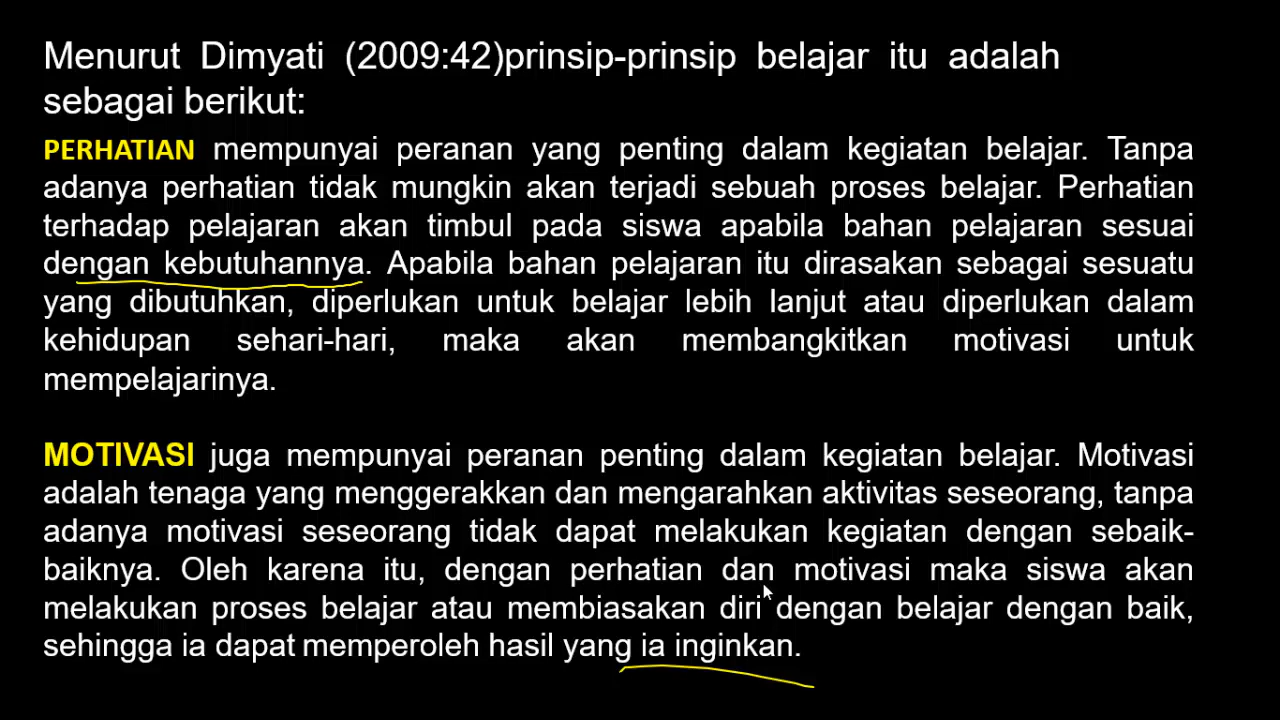 Menurut Dimyati (2009:42)prinsip-prinsip belajar itu adalah
sebagai berikut:
PERHATIAN mempunyai peranan yang penting dalam kegiatan belajar. Tanpa
adanya perhatian tidak mungkin akan terjadi sebuah proses belajar. Perhatian
terhadap pelajaran akan timbul pada siswa apabila bahan pelajaran sesuai
dengan kebutuhannya. Apabila bahan pelajaran itu dirasakan sebagai sesuatu
yang dibutuhkan, diperlukan untuk belajar lebih lanjut atau diperlukan dalam
kehidupan sehari-hari, maka akan membangkitkan motivasi untuk
mempelajarinya.
MOTIVASI juga mempunyai peranan penting dalam kegiatan belajar. Motivasi
adalah tenaga yang menggerakkan dan mengarahkan aktivitas seseorang, tanpa
adanya motivasi seseorang tidak dapat melakukan kegiatan dengan sebaik-
baiknya. Oleh karena itu, dengan perhatian dan motivasi maka siswa akan
melakukan proses belajar atau membiasakan diri dengan belajar dengan baik,
sehingga ia dapat memperoleh hasil yang ia inginkan.